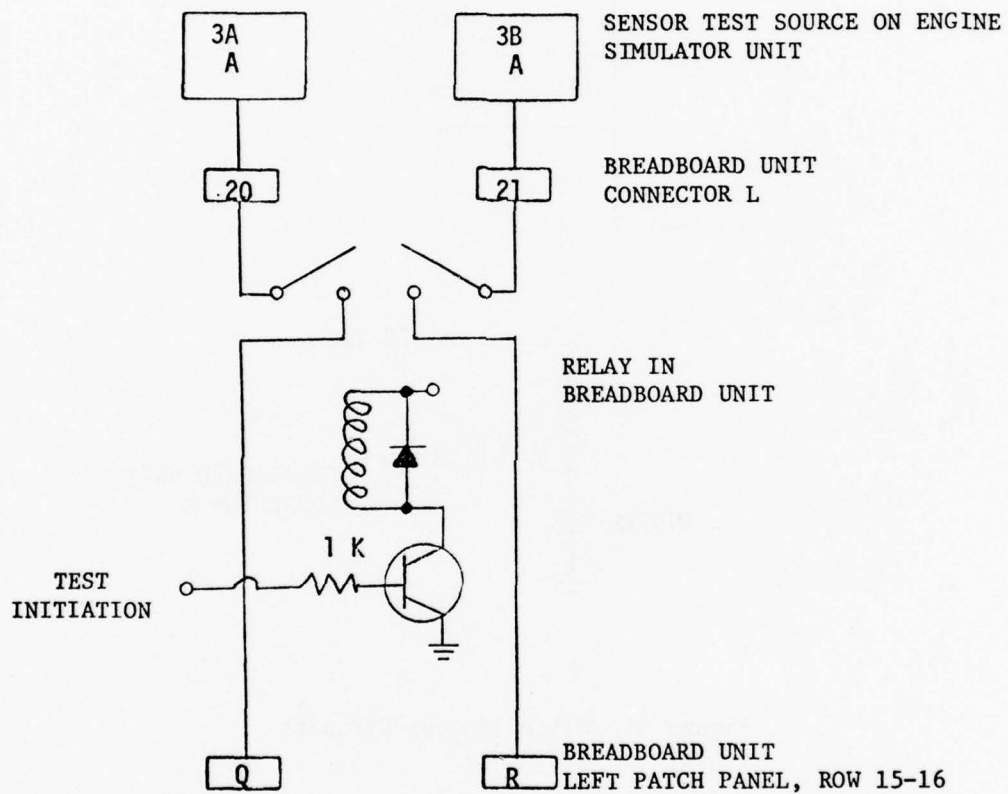 3A
A
3B
A
SENSOR TEST SOURCE ON ENGINE
SIMULATOR UNIT
20
21
BREADBOARD UNIT
CONNECTOR L
RELAY IN
BREADBOARD UNIT
1 K
TEST
INITIATION
Q
R
BREADBOARD UNIT
LEFT PATCH PANEL, ROW 15-16